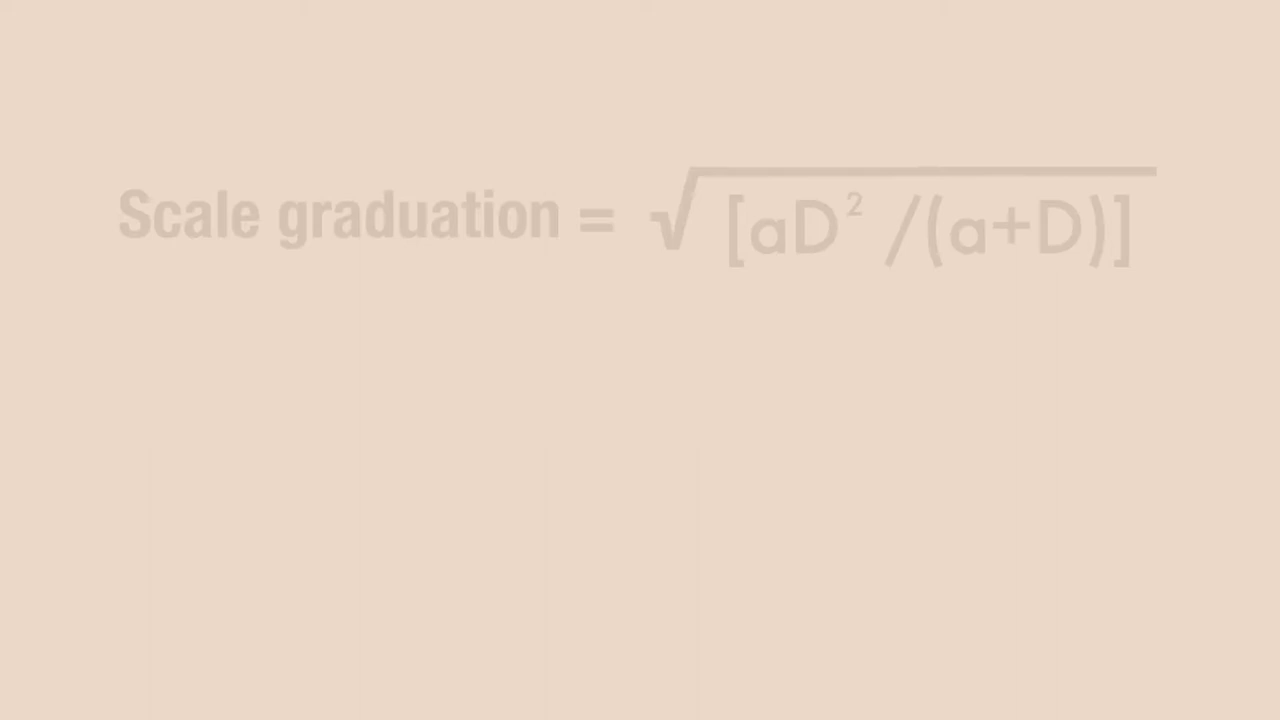 Scale graduation = √[aD² /(a+D)]